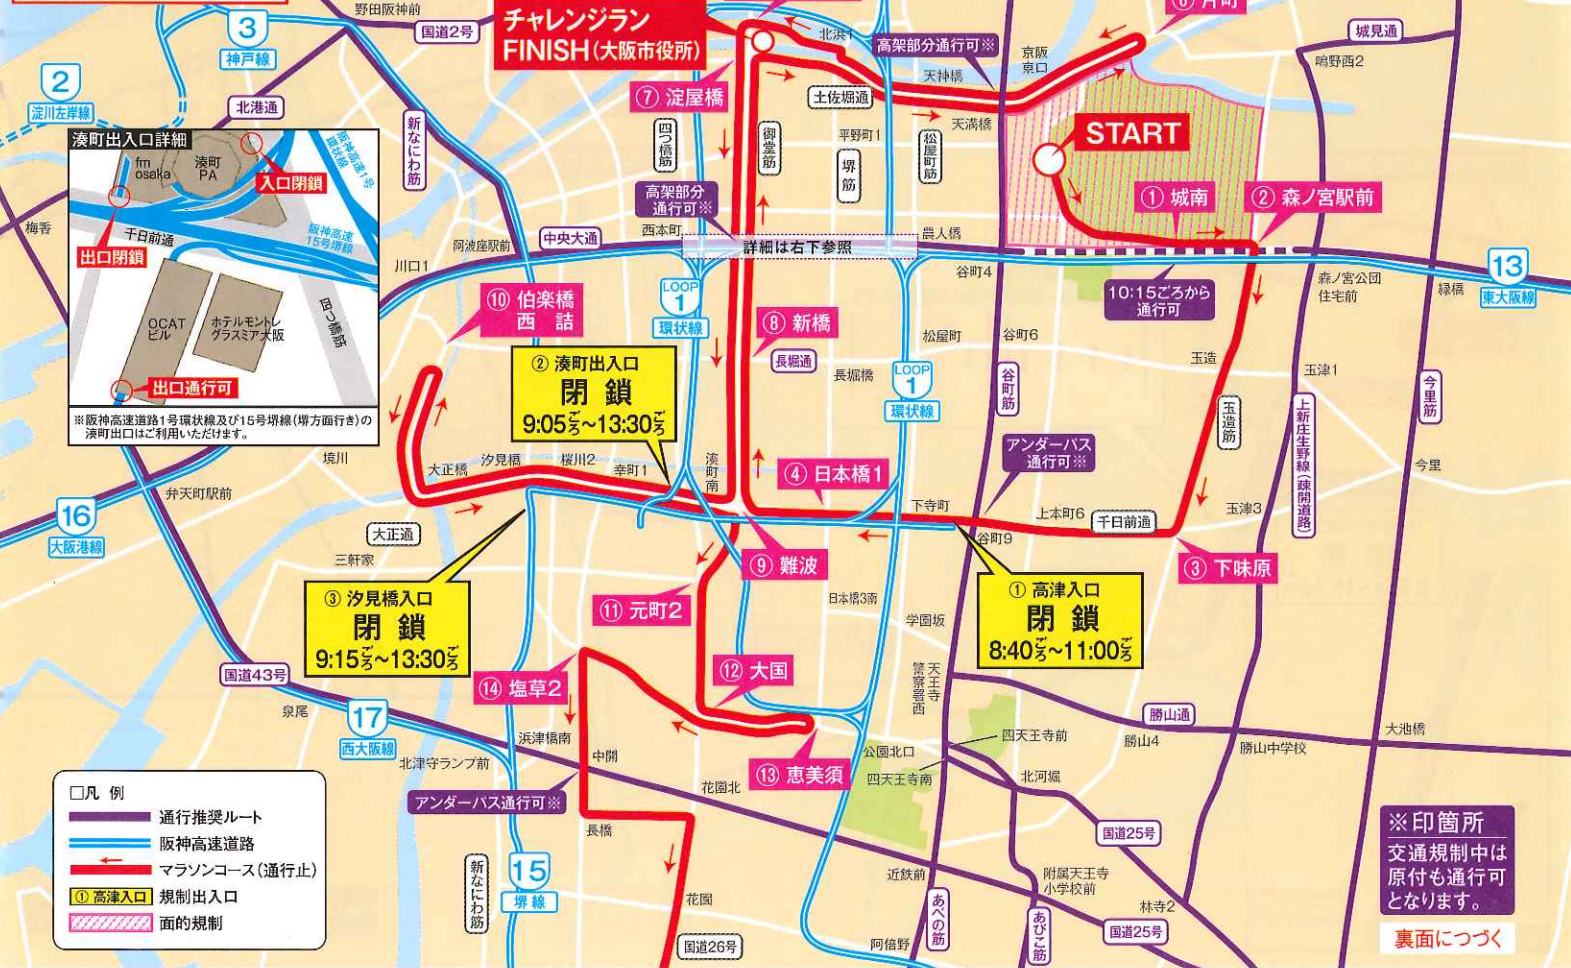 3
神戸線
野田阪神前
国道2号
チャレンジラン
FINISH(大阪市役所)
北浜1
高架部分通行可※
京阪
東口
城見通
鴫野西2
2
淀川左岸線
北港通
新なにわ筋
⑦ 淀屋橋
天神橋
土佐堀通
天満橋
四つ橋筋
御堂筋
平野町1
堺筋
松屋町筋
START
湊町出入口詳細
fm
osaka
湊町
PA
阪神高速1号
環状線
入口閉鎖
千日前通
阪神高速
15号堺線
出口閉鎖
OCAT
ビル
ホテルモントレ
グラスミア大阪
四つ橋筋
出口通行可
※阪神高速道路1号環状線及び15号堺線(堺方面行き)の
湊町出口はご利用いただけます。
梅香
高架部分
通行可※
西本町
① 城南
② 森ノ宮駅前
阿波座駅前
中央大通
詳細は右下参照
農人橋
川口1
谷町4
森ノ宮公団
住宅前
緑橋
13
東大阪線
10:15ごろから
通行可
⑩ 伯楽橋
西 詰
LOOP
1
環状線
⑧ 新橋
松屋町
谷町6
玉造
② 湊町出入口
閉 鎖
9:05ごろ~13:30ごろ
長堀通
長堀橋
LOOP
1
環状線
谷町筋
玉造筋
玉津1
上新庄生野線(疎開道路)
今里筋
境川
大正橋
汐見橋
桜川2
幸町1
湊町南
④ 日本橋1
アンダーパス
通行可※
今里
弁天町駅前
16
大阪港線
大正通
下寺町
上本町6
千日前通
玉津3
谷町9
三軒家
⑨ 難波
③ 下味原
③ 汐見橋入口
閉 鎖
9:15ごろ~13:30ごろ
⑪ 元町2
日本橋3南
学園坂
① 高津入口
閉 鎖
8:40ごろ~11:00ごろ
国道43号
⑭ 塩草2
⑫ 大国
天王寺
警察署西
泉尾
17
西大阪線
浜津橋南
北津守ランプ前
中開
公園北口
四天王寺前
四天王寺南
勝山通
勝山4
勝山中学校
大池橋
⑬ 恵美須
花園北
北河堀
アンダーパス通行可※
長橋
国道25号
□凡 例
通行推奨ルート
阪神高速道路
マラソンコース(通行止)
① 高津入口
規制出入口
面的規制
新なにわ筋
15
堺線
花園
国道26号
近鉄前
阿倍野
あべの筋
附属天王寺
小学校前
あびこ筋
林寺2
国道25号
※印箇所
交通規制中は
原付も通行可
となります。
裏面につづく